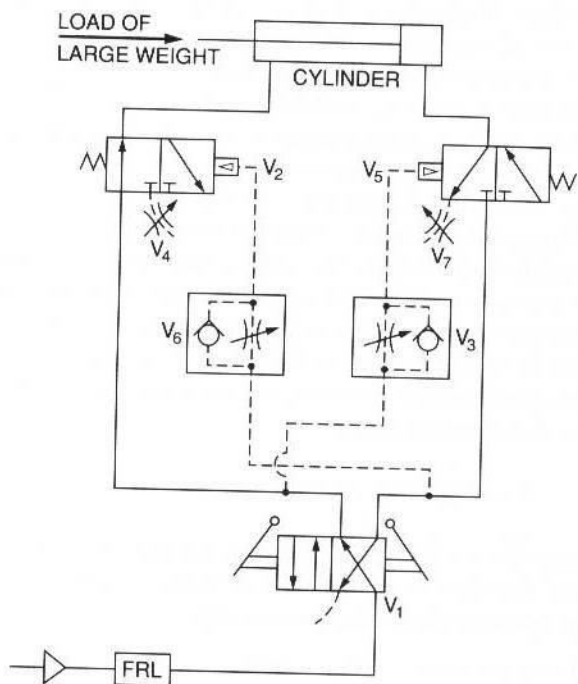 LOAD OF
LARGE WEIGHT
CYLINDER
V2
V5
V4
V7
V6
V3
V1
FRL